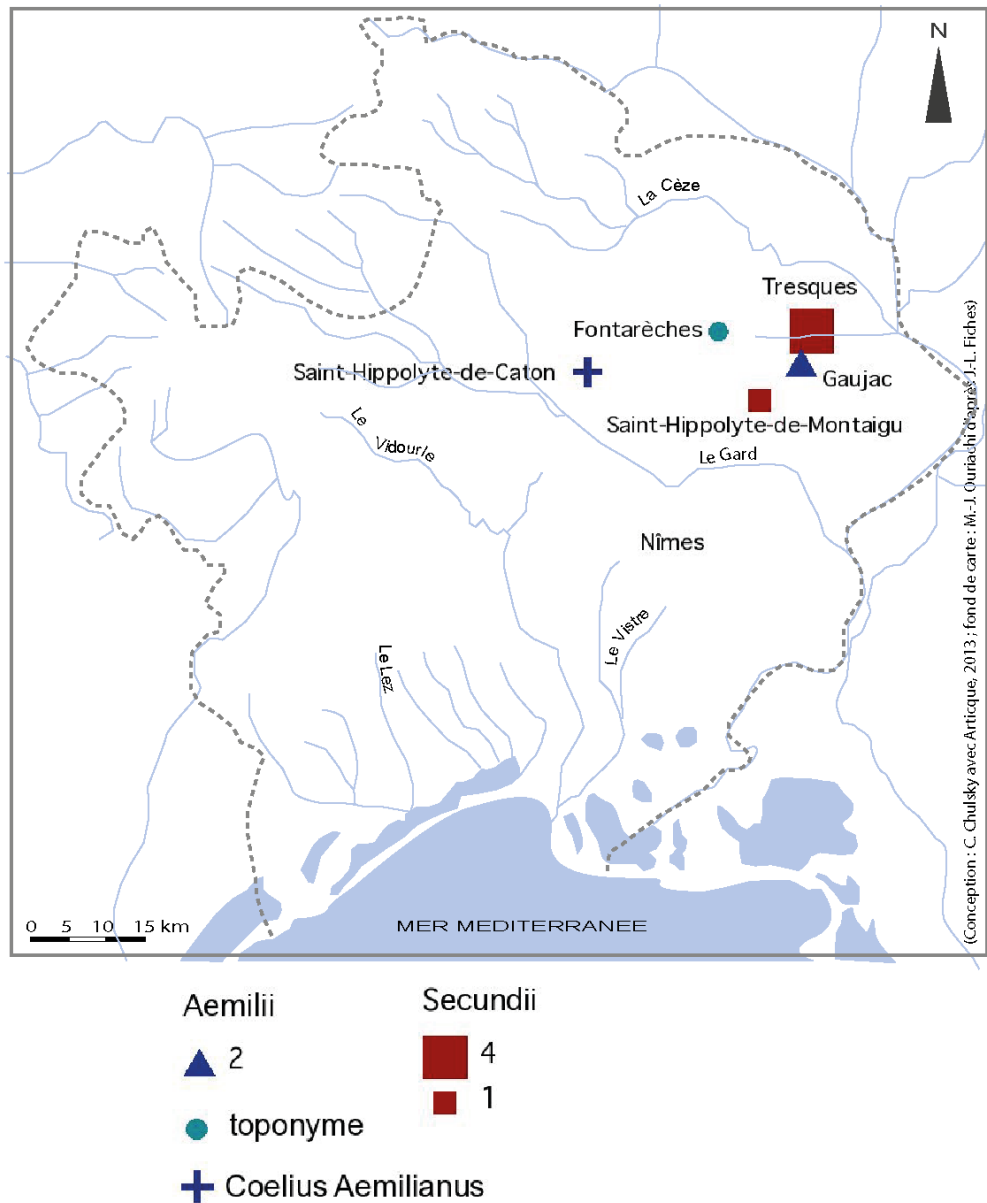 N
La Cèze
Tresques
Fontarèches
Gaujac
Saint-Hippolyte-de-Caton
Saint-Hippolyte-de-Montaigu
Le Vidourle
Le Gard
Nîmes
Le Vistre
Le Lez
(Conception : C. Chulsky avec Articque, 2013 ; fond de carte : M.-J. Ouriachi d'après J.-L. Fiches)
0 5 10 15 km
MER MEDITERRANEE
Aemilii
2
toponyme
Coelius Aemilianus
Secundii
4
1